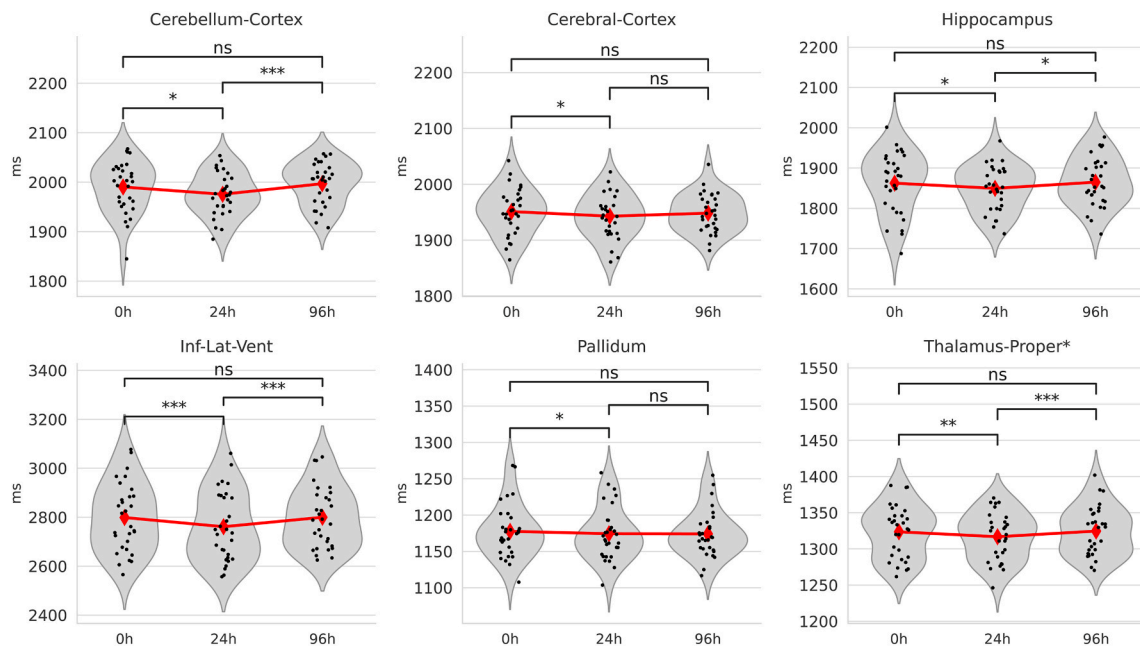 Cerebellum-Cortex
ns
***
*
2200
2100
2000
1900
1800
ms
0h 24h 96h
Cerebral-Cortex
ns
ns
*
2200
2100
2000
1900
1800
ms
0h 24h 96h
Hippocampus
ns
*
*
2200
2100
2000
1900
1800
1700
1600
ms
0h 24h 96h
Inf-Lat-Vent
ns
***
***
3400
3200
3000
2800
2600
2400
ms
0h 24h 96h
Pallidum
ns
ns
*
1400
1350
1300
1250
1200
1150
1100
ms
0h 24h 96h
Thalamus-Proper*
ns
***
**
1550
1500
1450
1400
1350
1300
1250
1200
ms
0h 24h 96h